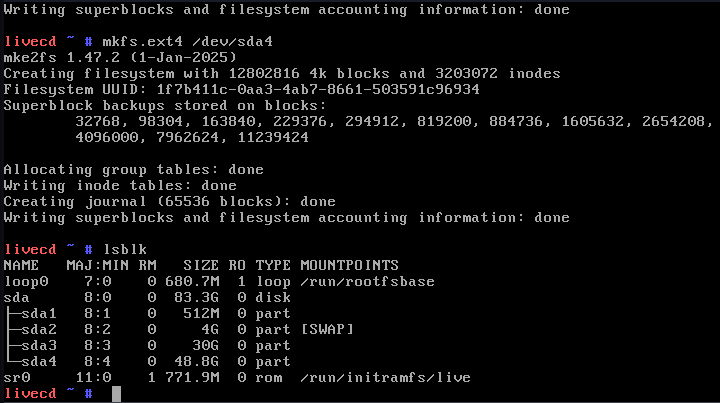 Writing superblocks and filesystem accounting information: done
livecd ~ # mkfs.ext4 /dev/sda4
mke2fs 1.47.2 (1-Jan-2025)
Creating filesystem with 12802816 4k blocks and 3203072 inodes
Filesystem UUID: 1f7b411c-0aa3-4ab7-8661-503591c96934
Superblock backups stored on blocks:
        32768, 98304, 163840, 229376, 294912, 819200, 884736, 1605632, 2654208,
        4096000, 7962624, 11239424
Allocating group tables: done
Writing inode tables: done
Creating journal (65536 blocks): done
Writing superblocks and filesystem accounting information: done
livecd ~ # lsblk
NAME   MAJ:MIN RM   SIZE RO TYPE MOUNTPOINTS
loop0    7:0    0 680.7M  1 loop /run/rootfsbase
sda      8:0    0  83.3G  0 disk
├─sda1   8:1    0   512M  0 part
├─sda2   8:2    0     4G  0 part [SWAP]
├─sda3   8:3    0    30G  0 part
└─sda4   8:4    0  48.8G  0 part
sr0     11:0    1 771.9M  0 rom  /run/initramfs/live
livecd ~ #